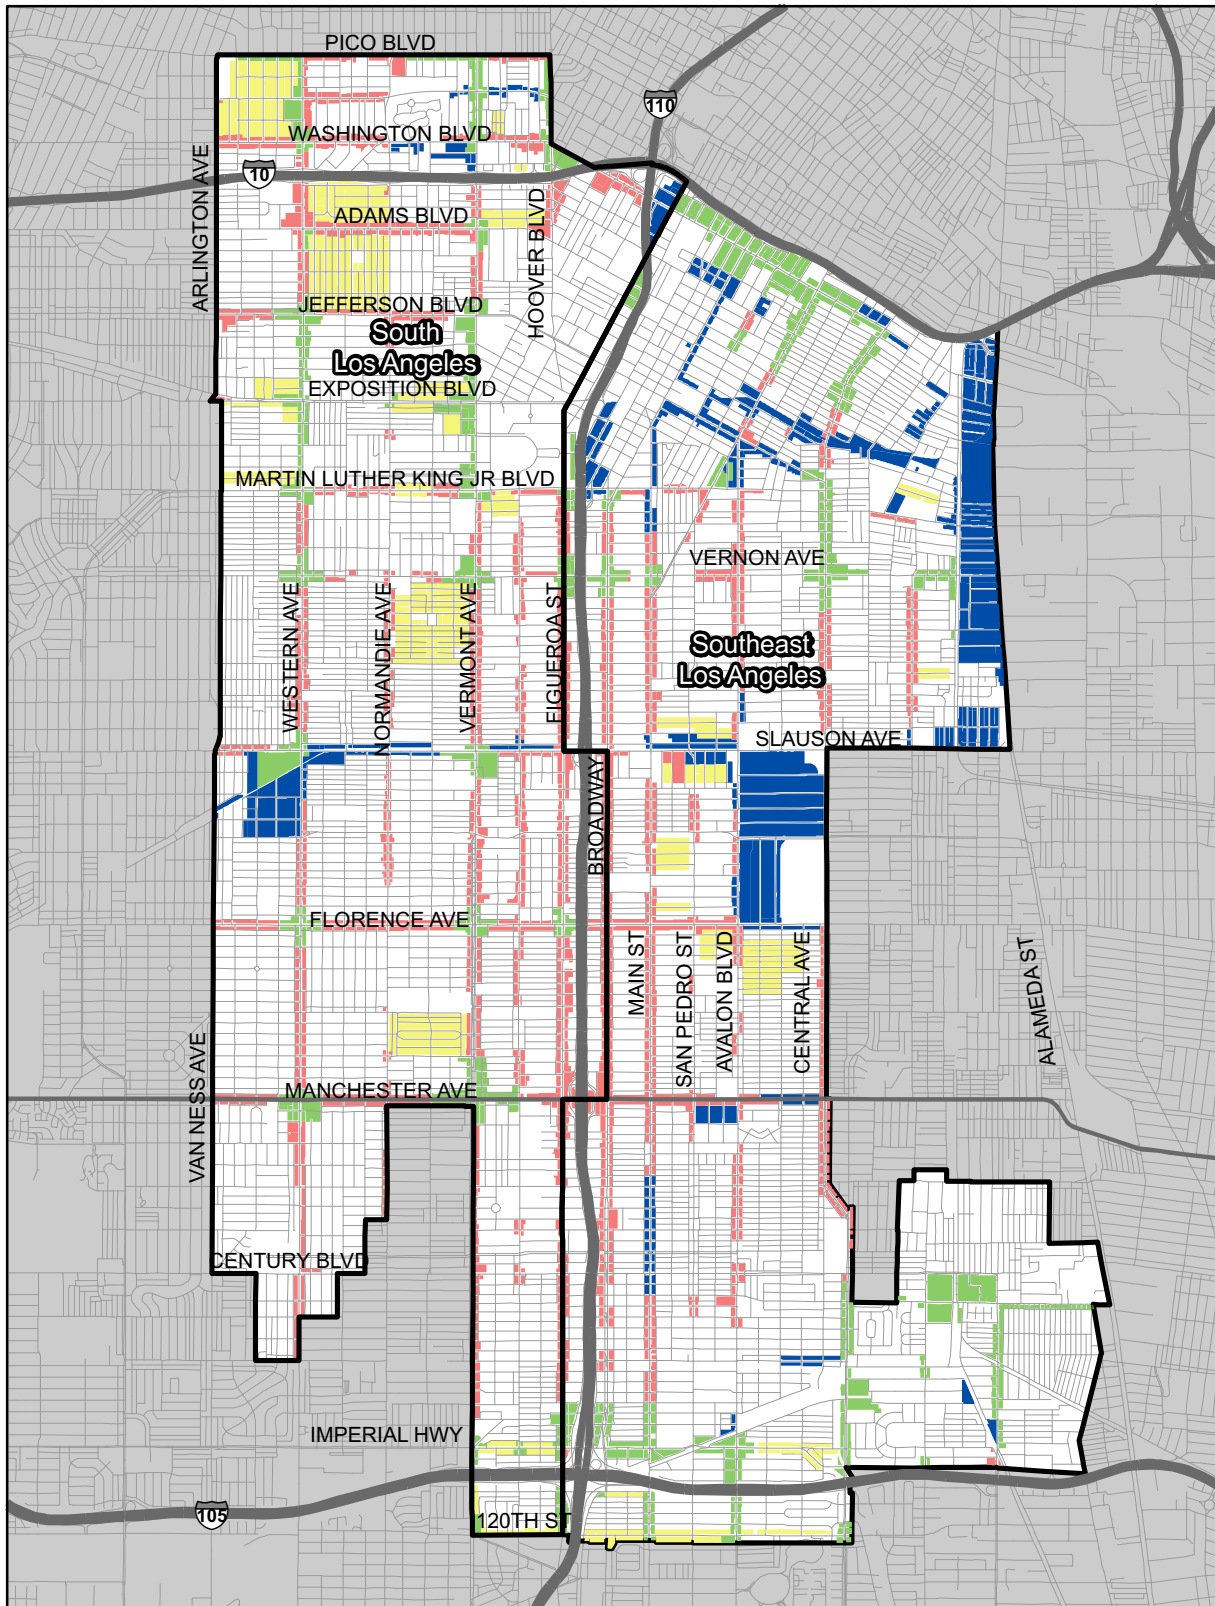 PICO BLVD
110
WASHINGTON BLVD
10
ARLINGTON AVE
ADAMS BLVD
HOOVER BLVD
JEFFERSON BLVD
South
Los Angeles
EXPOSITION BLVD
MARTIN LUTHER KING JR BLVD
VERNON AVE
WESTERN AVE
NORMANDIE AVE
VERMONT AVE
FIGUEROA ST
Southeast
Los Angeles
SLAUSON AVE
BROADWAY
FLORENCE AVE
MAIN ST
SAN PEDRO ST
AVALON BLVD
CENTRAL AVE
ALAMEDA ST
VAN NESS AVE
MANCHESTER AVE
CENTURY BLVD
IMPERIAL HWY
105
120TH ST